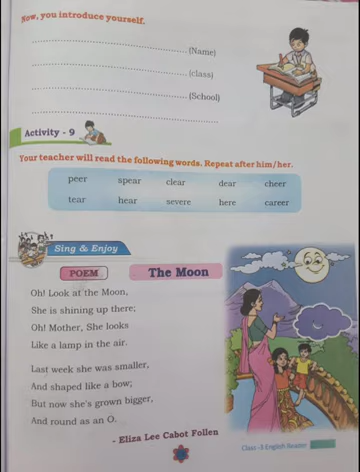 Now, you introduce yourself.
(Name)
(class)
(School)
Activity - 9
Your teacher will read the following words. Repeat after him/her.
peer spear clear dear cheer
tear hear severe here career
Sing & Enjoy
POEM The Moon
Oh! Look at the Moon,
She is shining up there;
Oh! Mother, She looks
Like a lamp in the air.
Last week she was smaller,
And shaped like a bow;
But now she's grown bigger,
And round as an O.
- Eliza Lee Cabot Follen
English Reader